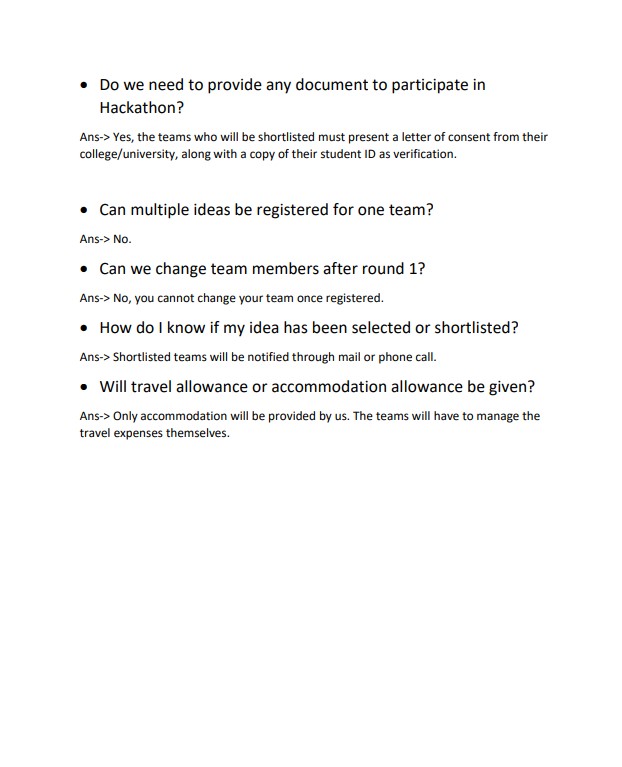 • Do we need to provide any document to participate in
Hackathon?
Ans-> Yes, the teams who will be shortlisted must present a letter of consent from their
college/university, along with a copy of their student ID as verification.
• Can multiple ideas be registered for one team?
Ans-> No.
• Can we change team members after round 1?
Ans-> No, you cannot change your team once registered.
• How do I know if my idea has been selected or shortlisted?
Ans-> Shortlisted teams will be notified through mail or phone call.
• Will travel allowance or accommodation allowance be given?
Ans-> Only accommodation will be provided by us. The teams will have to manage the
travel expenses themselves.